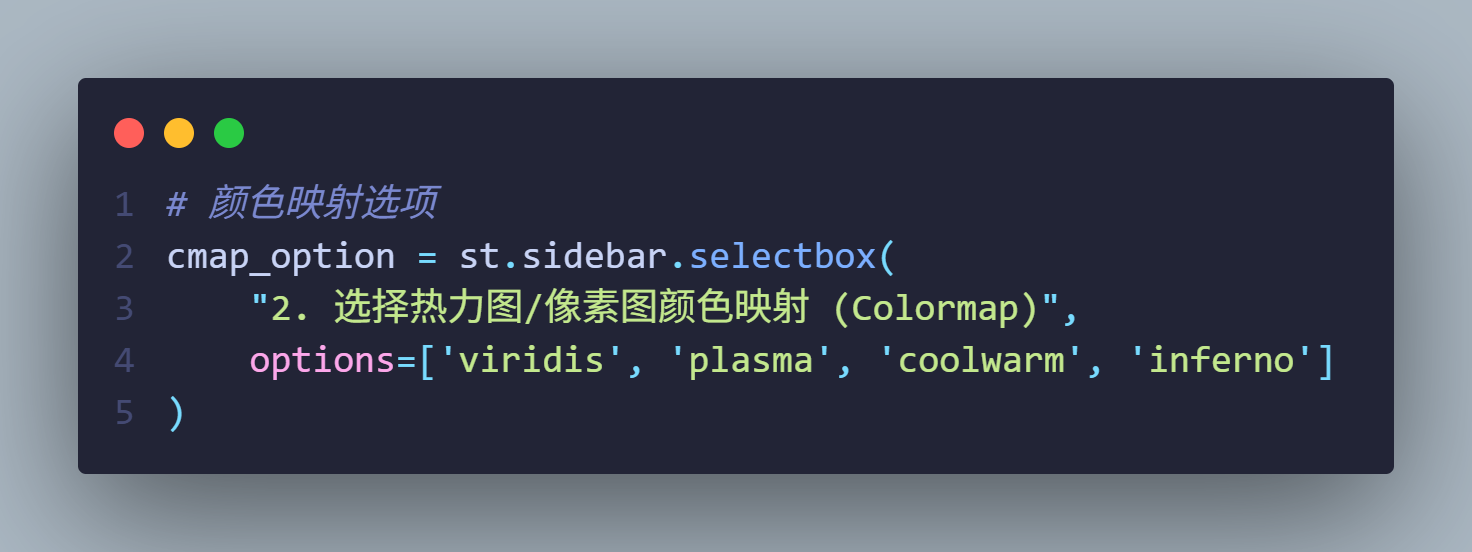 1 # 颜色映射选项
2 cmap_option = st.sidebar.selectbox(
3     "2. 选择热力图/像素图颜色映射 (Colormap)",
4     options=['viridis', 'plasma', 'coolwarm', 'inferno']
5 )